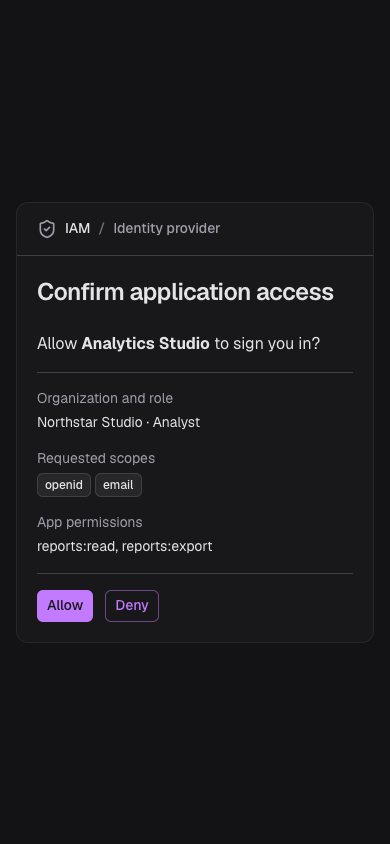 IAM / Identity provider
Confirm application access
Allow Analytics Studio to sign you in?
Organization and role
Northstar Studio · Analyst
Requested scopes
openid email
App permissions
reports:read, reports:export
Allow Deny